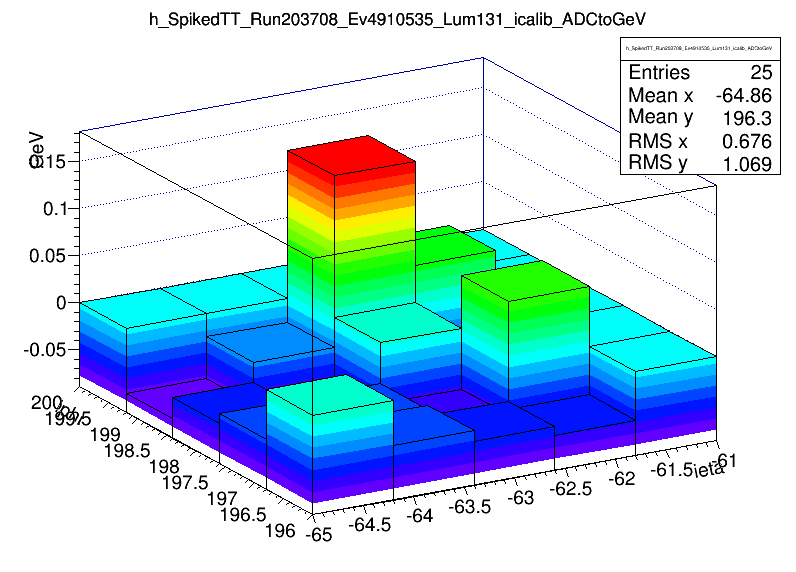 h_SpikedTT_Run203708_Ev4910535_Lum131_icalib_ADCtoGeV
h_SpikedTT_Run203708_Ev4910535_Lum131_icalib_ADCtoGeV
Entries 25
Mean x -64.86
Mean y 196.3
RMS x 0.676
RMS y 1.069
GeV
0.15
0.1
0.05
0
-0.05
200
199.5
199
198.5
198
197.5
197
196.5
196
iphi
-65
-64.5
-64
-63.5
-63
-62.5
-62
-61.5
-61
ieta